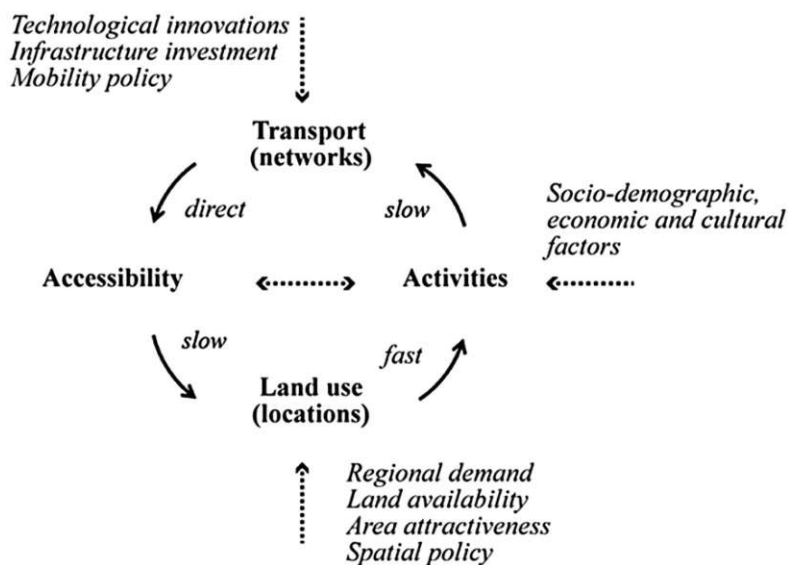 Technological innovations
Infrastructure investment
Mobility policy
Transport
(networks)
direct
slow
Socio-demographic,
economic and cultural
factors
Accessibility
Activities
slow
fast
Land use
(locations)
Regional demand
Land availability
Area attractiveness
Spatial policy